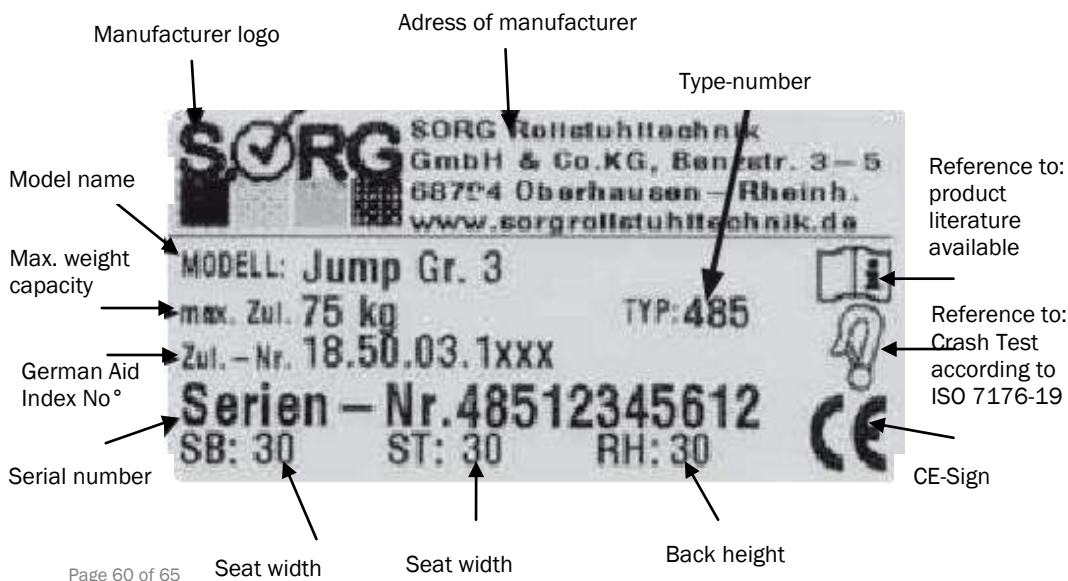 Manufacturer logo
Adress of manufacturer
Type-number
Model name
Max. weight
capacity
German Aid
Index No°
Serial number
SORG
SORG Rollstuhltechnik
GmbH & Co.KG, Benzstr. 3–5
Oberhausen – Rheinh.
www.sorgrollstuhltechnik.de
MODELL: Jump Gr. 3
max. Zul. 75 kg
TYP: 485
Zul. – Nr. 18.50.03.1xxx
Serien – Nr. 48512345612
SB: 30 ST: 30 RH: 30
CE
Reference to:
product
literature
available
Reference to:
Crash Test
according to
ISO 7176-19
CE-Sign
Seat width
Seat width
Back height
Page 60 of 65